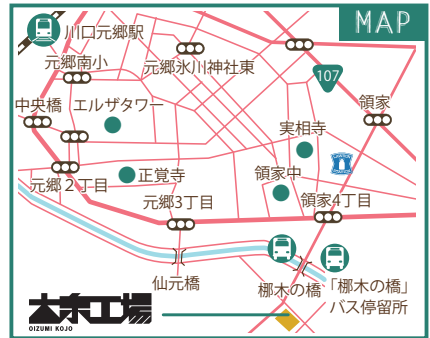 MAP
川口元郷駅
元郷南小
元郷氷川神社東
107
中央橋
エルザタワー
領家
実相寺
LAWSON
正覚寺
領家中
元郷2丁目
元郷3丁目
領家4丁目
仙元橋
梛木の橋
「梛木の橋」
バス停留所
大泉工場
OIZUMI KOJO